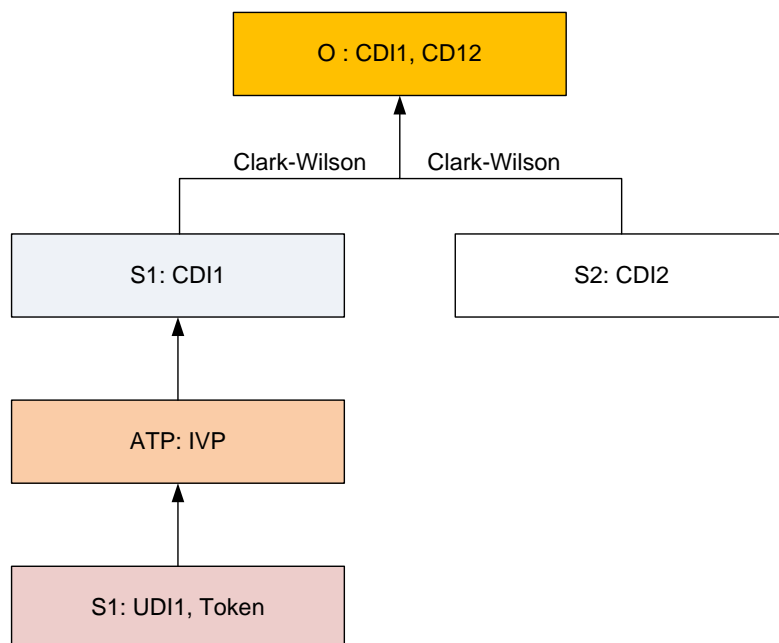 O : CDI1, CD12
Clark-Wilson
Clark-Wilson
S1: CDI1
S2: CDI2
ATP: IVP
S1: UDI1, Token